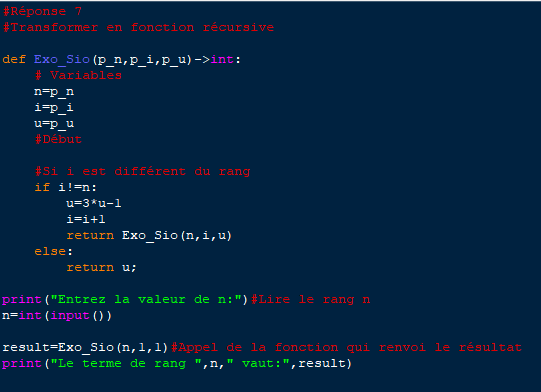 #Réponse 7
#Transformer en fonction récursive
def Exo_Sio(p_n,p_i,p_u)->int:
# Variables
n=p_n
i=p_i
u=p_u
#Début
#Si i est différent du rang
if i!=n:
u=3*u-1
i=i+1
return Exo_Sio(n,i,u)
else:
return u;
print("Entrez la valeur de n:")#Lire le rang n
n=int(input())
result=Exo_Sio(n,1,1)#Appel de la fonction qui renvoi le résultat
print("Le terme de rang ",n," vaut:",result)